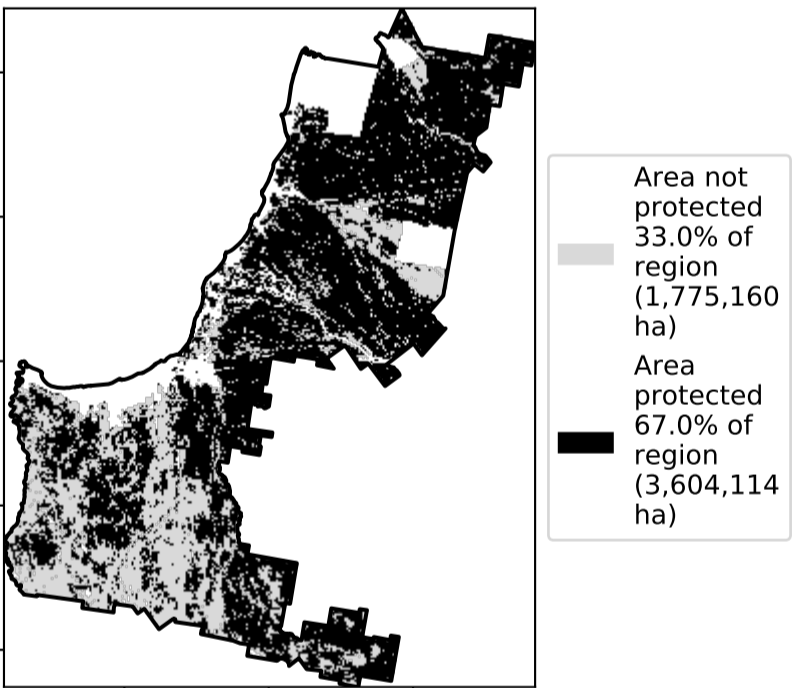 Area not
protected
33.0% of
region
(1,775,160
ha)
Area
protected
67.0% of
region
(3,604,114
ha)